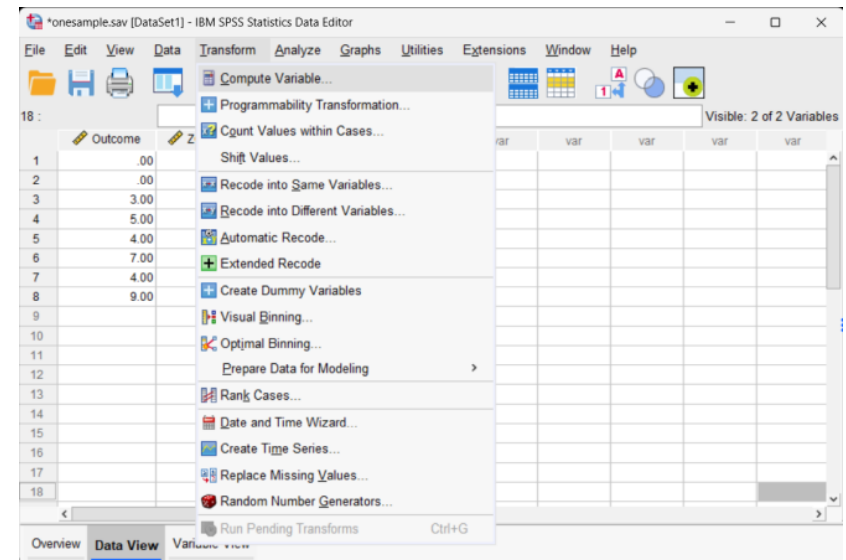 *onesample.sav [DataSet1] - IBM SPSS Statistics Data Editor
File Edit View Data Transform Analyze Graphs Utilities Extensions Window Help
A
1
18 :
Visible: 2 of 2 Variables
Outcome Z var var var var
1 .00
2 .00
3 3.00
4 5.00
5 4.00
6 7.00
7 4.00
8 9.00
9
10
11
12
13
14
15
16
17
18
Compute Variable...
Programmability Transformation...
Count Values within Cases...
Shift Values...
Recode into Same Variables...
Recode into Different Variables...
Automatic Recode...
Extended Recode
Create Dummy Variables
Visual Binning...
Optimal Binning...
Prepare Data for Modeling >
Rank Cases...
Date and Time Wizard...
Create Time Series...
Replace Missing Values...
Random Number Generators...
Run Pending Transforms Ctrl+G
Overview Data View Variable View